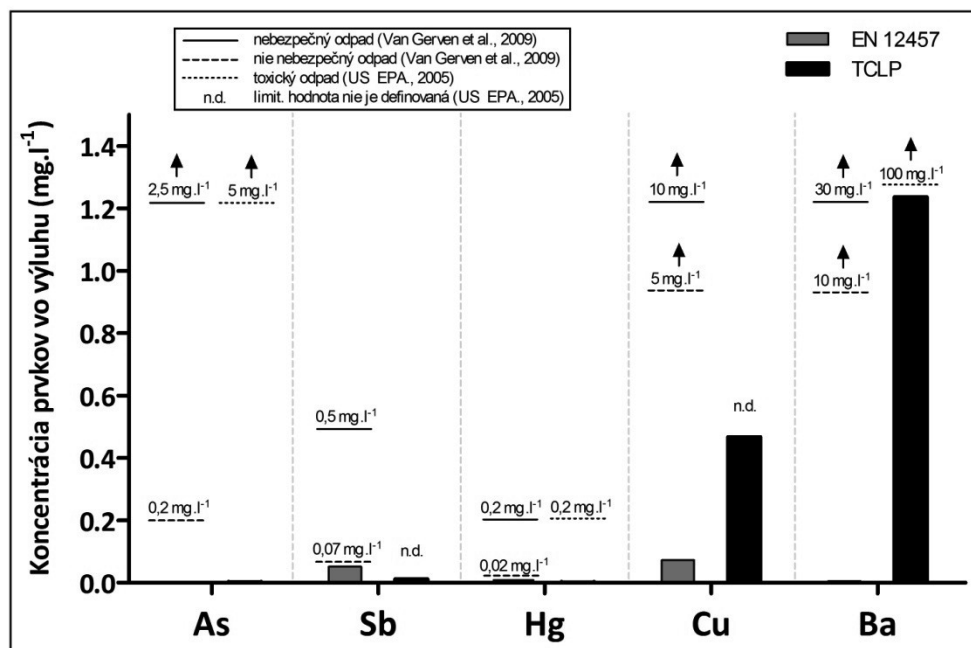 nebezpečný odpad (Van Gerven et al., 2009)
nie nebezpečný odpad (Van Gerven et al., 2009)
toxický odpad (US EPA., 2005)
n.d. limit. hodnota nie je definovaná (US EPA., 2005)
EN 12457
TCLP
Koncentrácia prvkov vo výluhu (mg.l⁻¹)
1.4
1.2
1.0
0.8
0.6
0.4
0.2
0.0
2,5 mg.l⁻¹
5 mg.l⁻¹
0,2 mg.l⁻¹
0,5 mg.l⁻¹
0,07 mg.l⁻¹
n.d.
0,2 mg.l⁻¹
0,2 mg.l⁻¹
0,02 mg.l⁻¹
10 mg.l⁻¹
5 mg.l⁻¹
n.d.
30 mg.l⁻¹
100 mg.l⁻¹
10 mg.l⁻¹
As Sb Hg Cu Ba